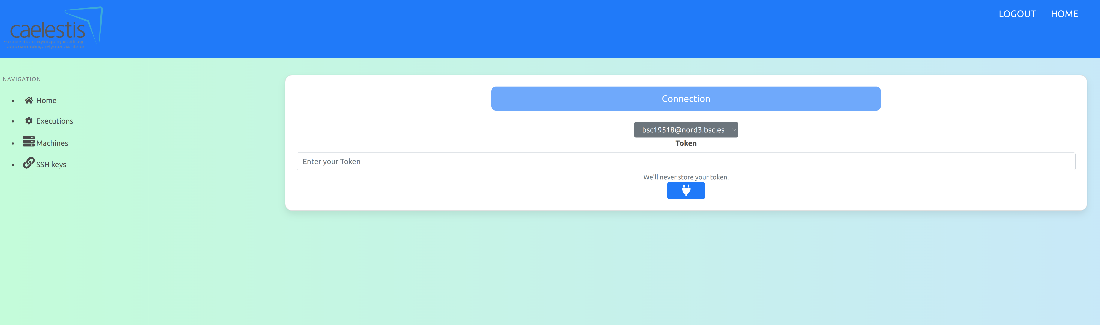 caelestis
LOGOUT HOME
NAVIGATION
Home
Executions
Machines
SSH keys
Connection
bsc19518@nord3.bsc.es
Token
Enter your Token
We'll never store your token